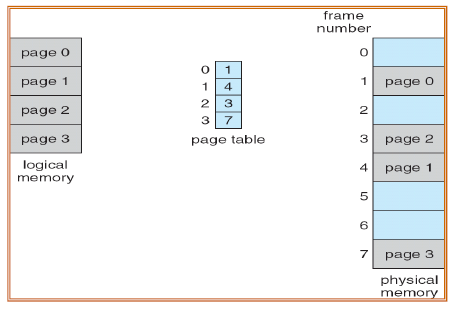 page 0
page 1
page 2
page 3
logical
memory
0 1
1 4
2 3
3 7
page table
frame
number
0
1 page 0
2
3 page 2
4 page 1
5
6
7 page 3
physical
memory